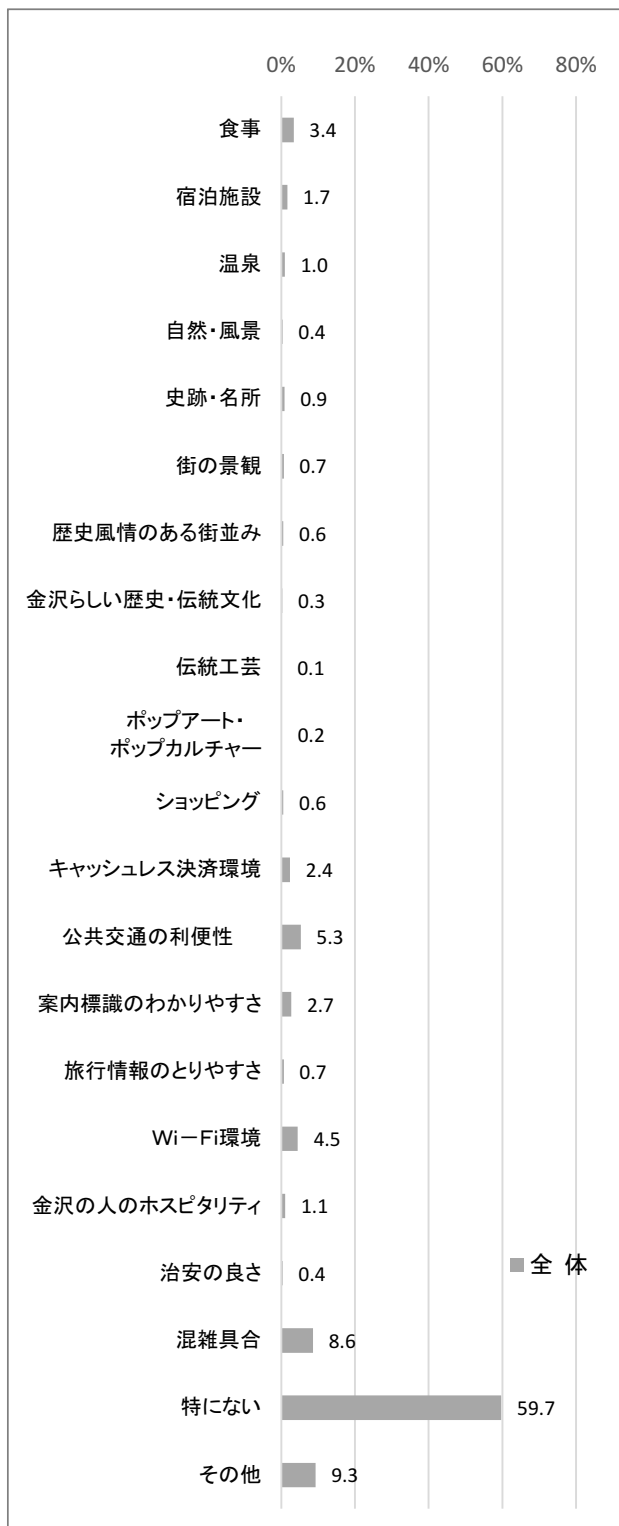 0% 20% 40% 60% 80%
食事 3.4
宿泊施設 1.7
温泉 1.0
自然・風景 0.4
史跡・名所 0.9
街の景観 0.7
歴史風情のある街並み 0.6
金沢らしい歴史・伝統文化 0.3
伝統工芸 0.1
ポップアート・
ポップカルチャー 0.2
ショッピング 0.6
キャッシュレス決済環境 2.4
公共交通の利便性 5.3
案内標識のわかりやすさ 2.7
旅行情報のとりやすさ 0.7
Wi－Fi環境 4.5
金沢の人のホスピタリティ 1.1
治安の良さ 0.4
全 体
混雑具合 8.6
特にない 59.7
その他 9.3